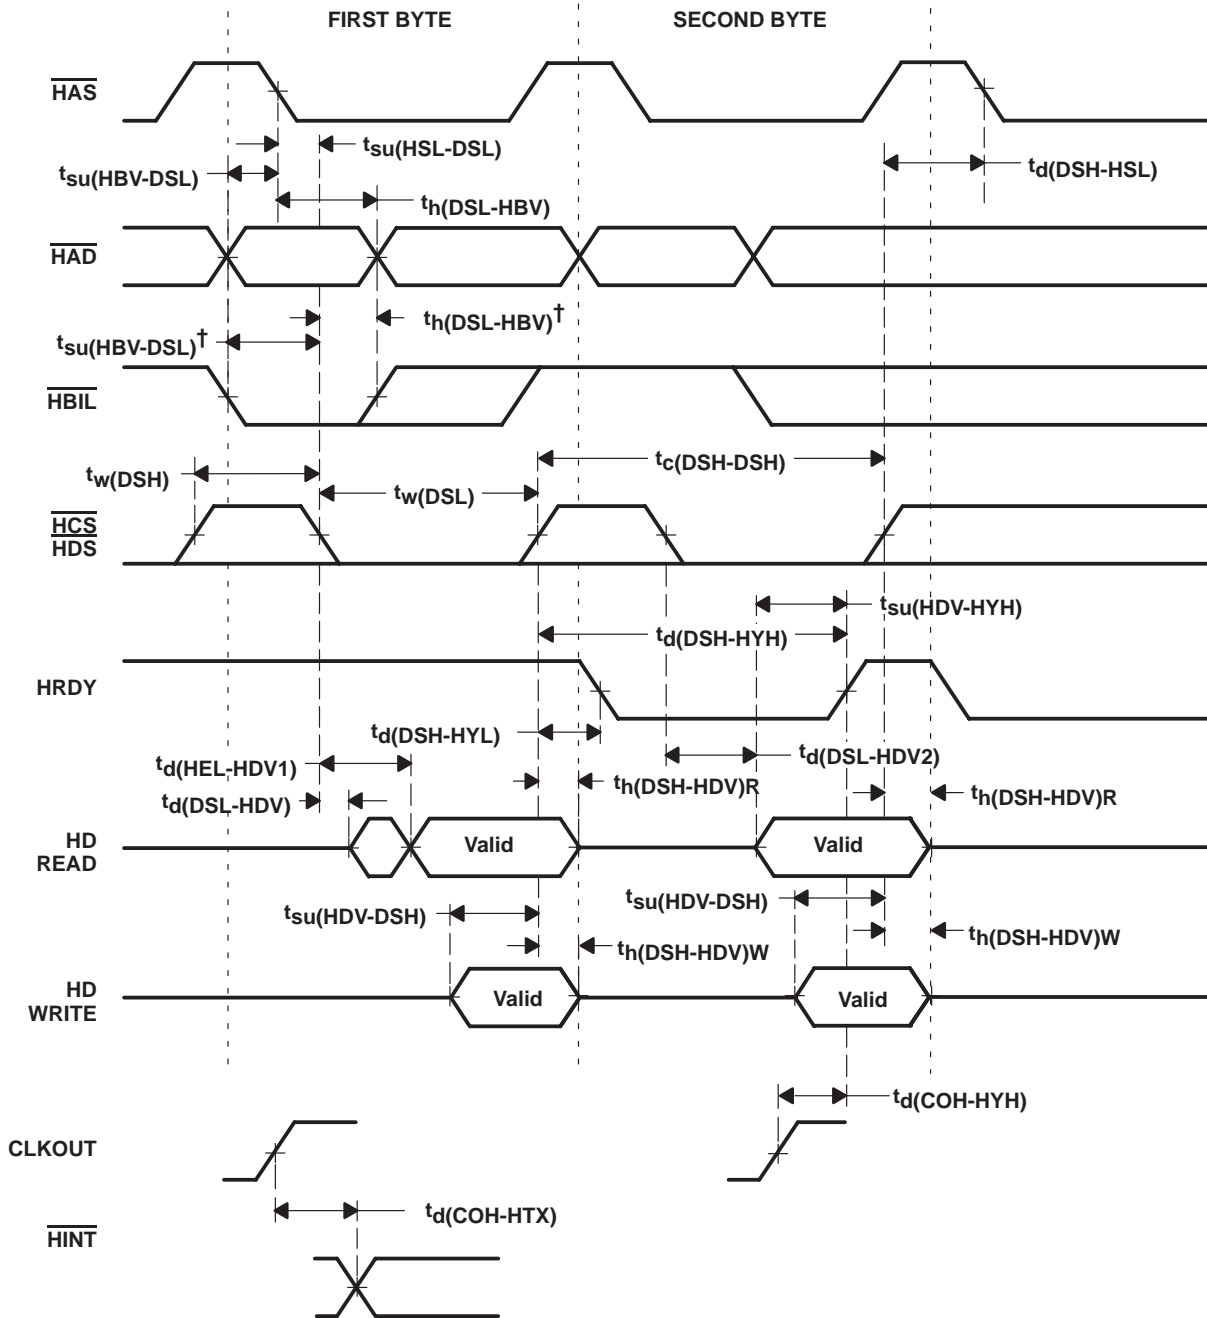 FIRST BYTE
SECOND BYTE
HAS
tsu(HSL-DSL)
tsu(HBV-DSL)
td(DSH-HSL)
th(DSL-HBV)
HAD
th(DSL-HBV)†
tsu(HBV-DSL)†
HBIL
tc(DSH-DSH)
tw(DSH)
tw(DSL)
HCS
HDS
tsu(HDV-HYH)
td(DSH-HYH)
HRDY
td(DSH-HYL)
td(DSL-HDV2)
td(HEL-HDV1)
th(DSH-HDV)R
th(DSH-HDV)R
td(DSL-HDV)
HD
READ
Valid
Valid
tsu(HDV-DSH)
tsu(HDV-DSH)
th(DSH-HDV)W
th(DSH-HDV)W
HD
WRITE
Valid
Valid
td(COH-HYH)
CLKOUT
td(COH-HTX)
HINT